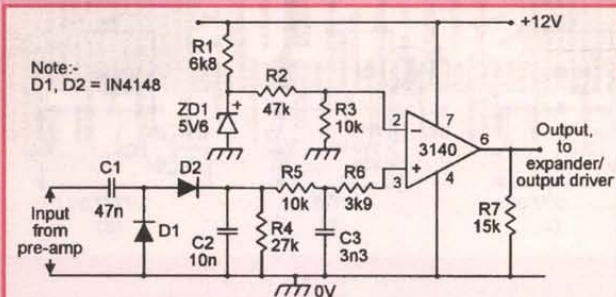 +12V
R1
6k8
Note:-
D1, D2 = IN4148
R2
47k
ZD1
5V6
+
R3
10k
2
−
7
3140
6
+
3
4
Output,
to
expander/
output driver
C1
47n
D2
R5
10k
R6
3k9
Input
from
pre-amp
D1
C2
10n
R4
27k
C3
3n3
R7
15k
0V